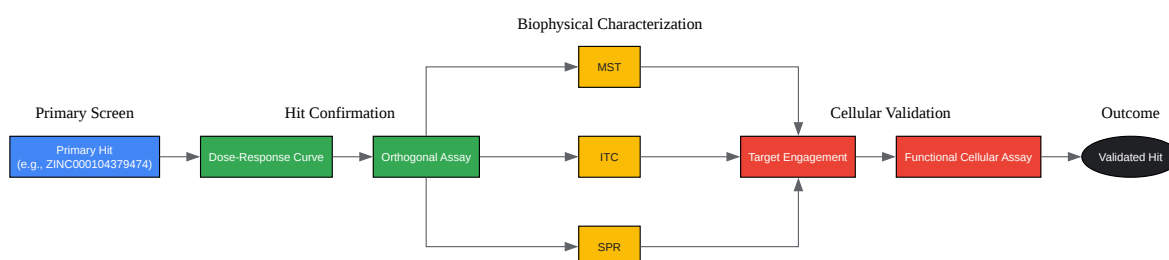 Biophysical Characterization
MST
Primary Screen
Hit Confirmation
Cellular Validation
Outcome
Primary Hit
(e.g., ZINC000104379474)
Dose-Response Curve
Orthogonal Assay
ITC
Target Engagement
Functional Cellular Assay
Validated Hit
SPR